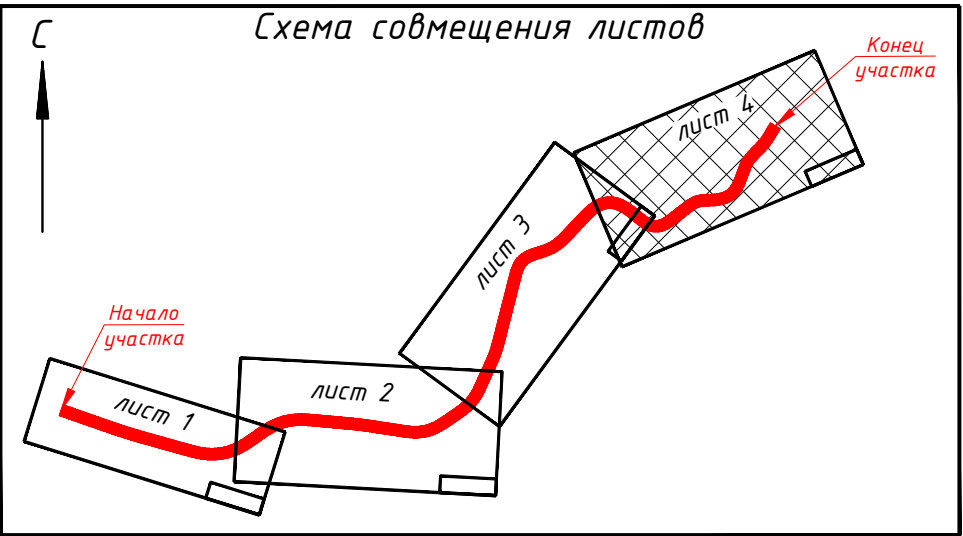 С
Схема совмещения листов
Конец
участка
лист 4
лист 3
Начало
участка
лист 2
лист 1